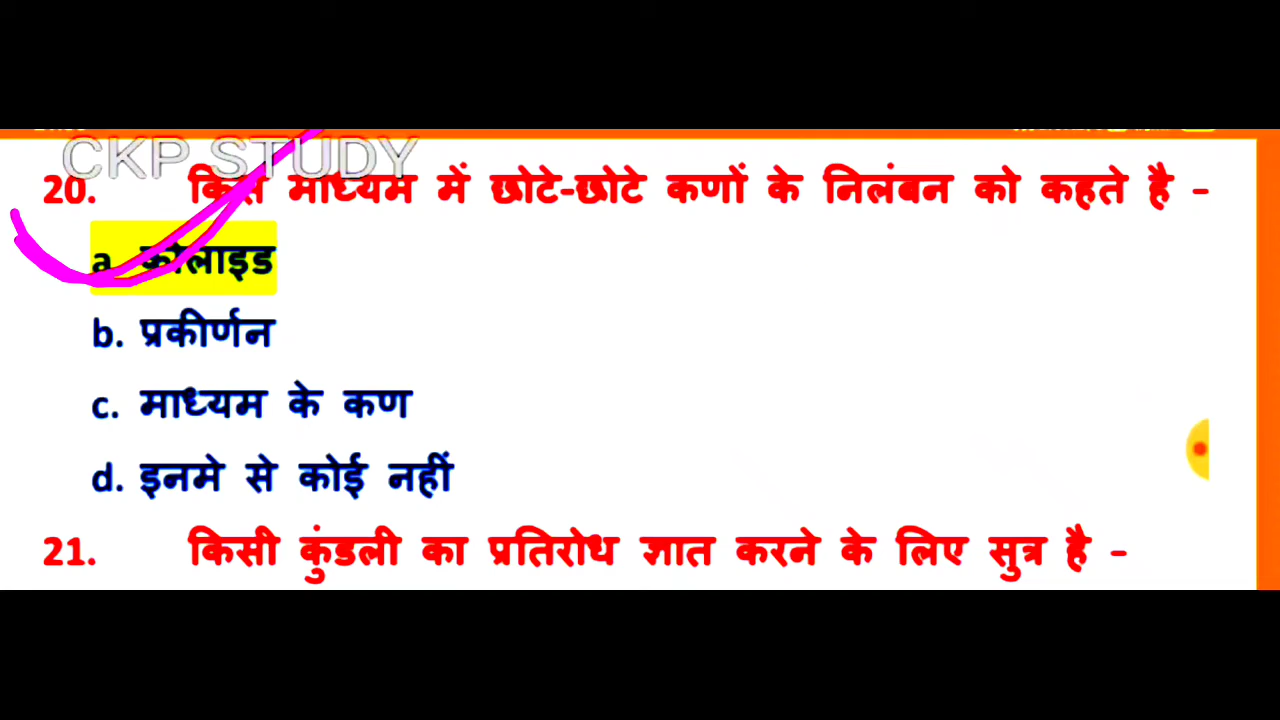 CKP STUDY
20. किस माध्यम में छोटे-छोटे कणों के निलंबन को कहते है -
a. कोलाइड
b. प्रकीर्णन
c. माध्यम के कण
d. इनमे से कोई नहीं
21. किसी कुंडली का प्रतिरोध ज्ञात करने के लिए सुत्र है -